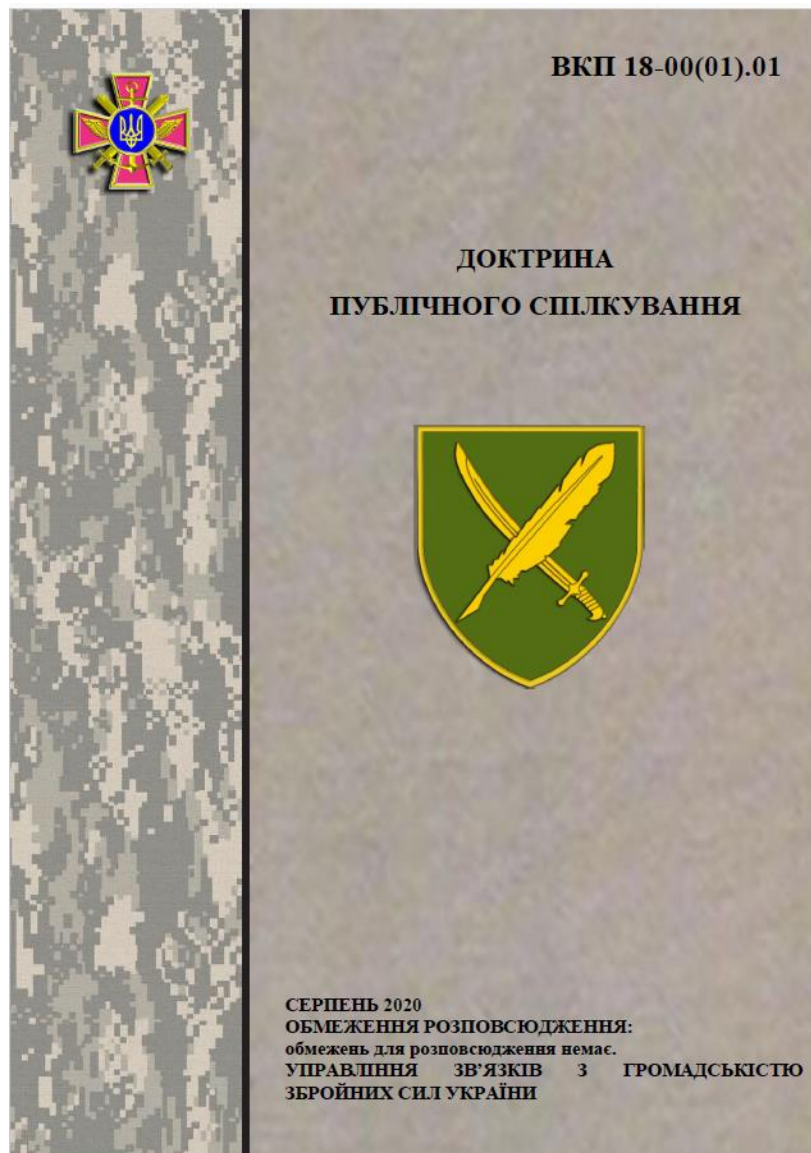 ВКП 18-00(01).01
ДОКТРИНА
ПУБЛІЧНОГО СПІЛКУВАННЯ
СЕРПЕНЬ 2020
ОБМЕЖЕННЯ РОЗПОВСЮДЖЕННЯ:
обмежень для розповсюдження немає.
УПРАВЛІННЯ ЗВ’ЯЗКІВ З ГРОМАДСЬКІСТЮ
ЗБРОЙНИХ СИЛ УКРАЇНИ